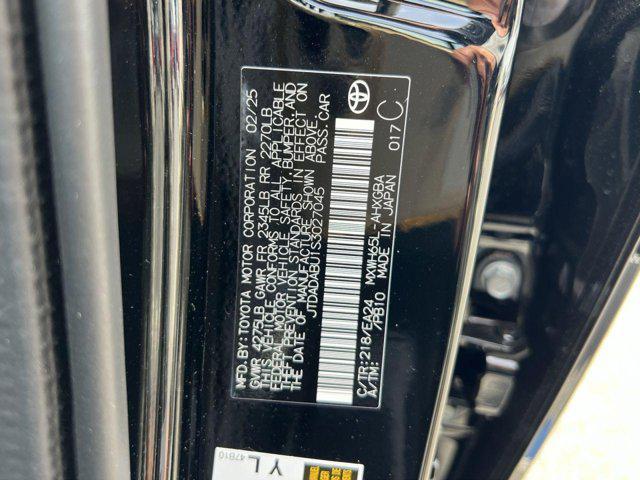 MFD. BY: TOYOTA MOTOR CORPORATION 02/25
GVWR 4275LB GAWR FR 2345LB RR 2270LB
THIS VEHICLE CONFORMS TO ALL APPLICABLE
FEDERAL MOTOR VEHICLE SAFETY, BUMPER, AND
THEFT PREVENTION STANDARDS IN EFFECT ON
THE DATE OF MANUFACTURE SHOWN ABOVE.
JTDADABU1S3027045 PASS. CAR
C/TR: 218/EA24 MXWH65L-AHXGBA
A/TM: /PB10 MADE IN JAPAN 017 C
Y L
47B10